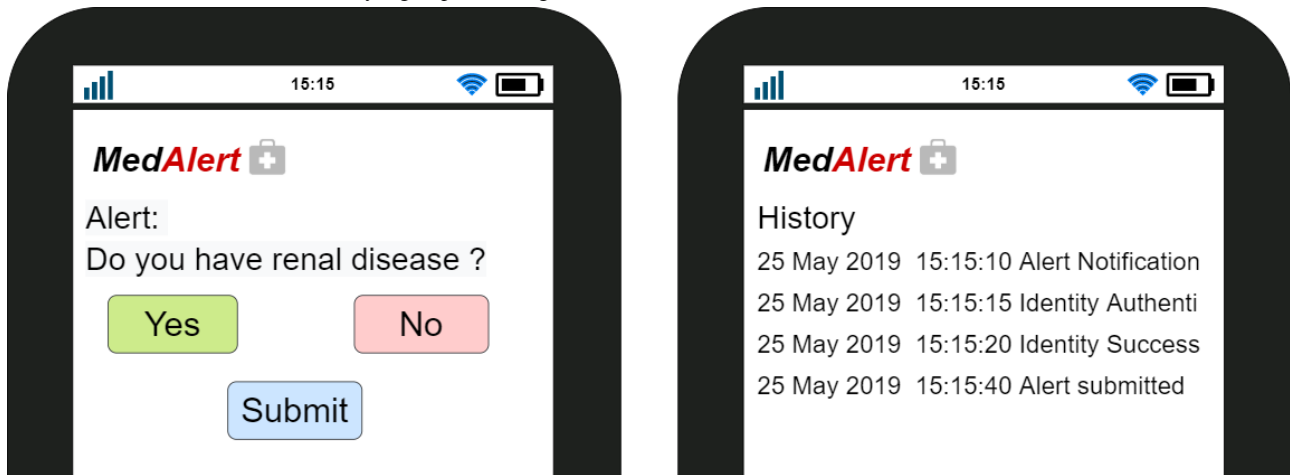 15:15
MedAlert
Alert:
Do you have renal disease ?
Yes No
Submit
15:15
MedAlert
History
25 May 2019 15:15:10 Alert Notification
25 May 2019 15:15:15 Identity Authenti
25 May 2019 15:15:20 Identity Success
25 May 2019 15:15:40 Alert submitted